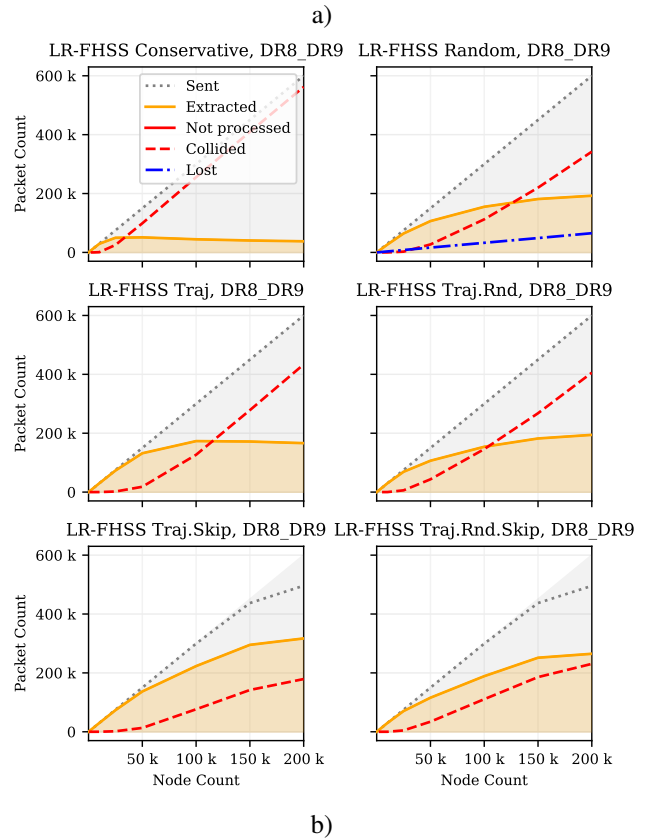 a)
LR-FHSS Conservative, DR8_DR9
LR-FHSS Random, DR8_DR9
600 k
400 k
200 k
0
Packet Count
Sent
Extracted
Not processed
Collided
Lost
LR-FHSS Traj, DR8_DR9
LR-FHSS Traj.Rnd, DR8_DR9
600 k
400 k
200 k
0
Packet Count
LR-FHSS Traj.Skip, DR8_DR9
LR-FHSS Traj.Rnd.Skip, DR8_DR9
600 k
400 k
200 k
0
Packet Count
50 k 100 k 150 k 200 k
50 k 100 k 150 k 200 k
Node Count
Node Count
b)